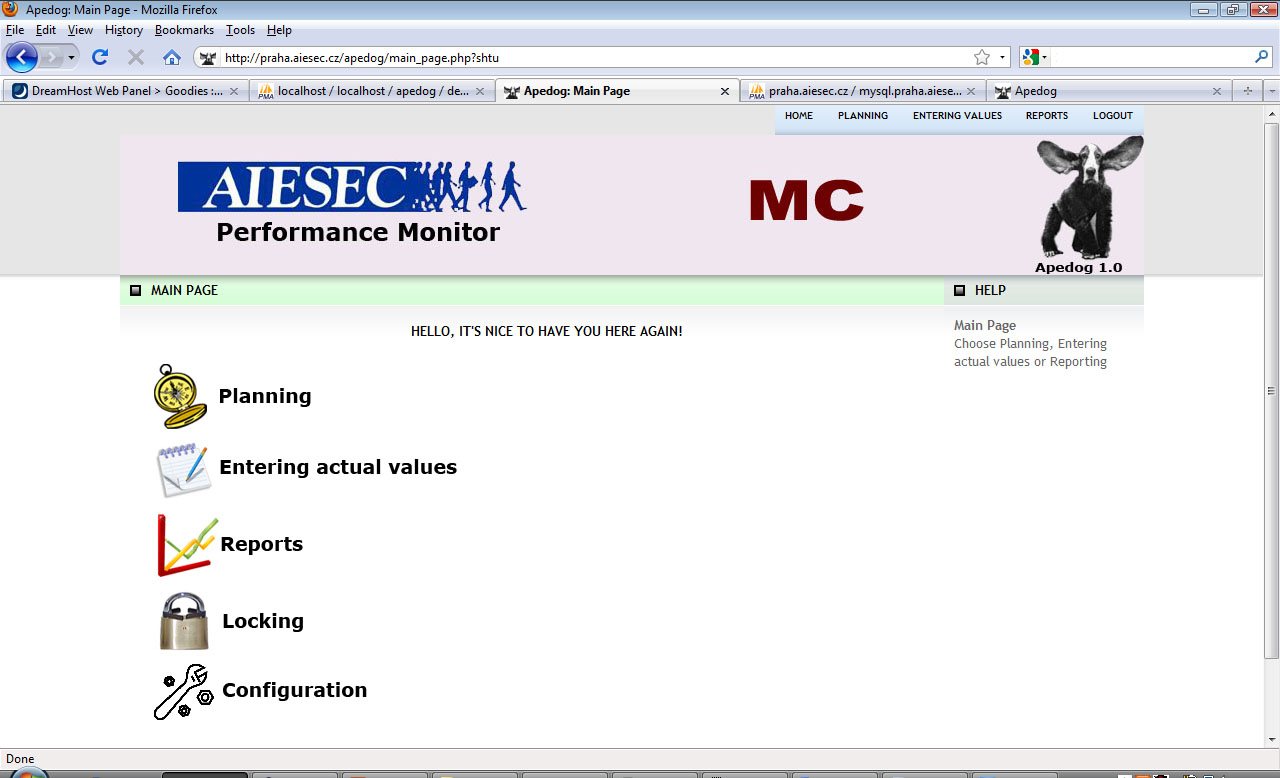 Apedog: Main Page - Mozilla Firefox
File Edit View History Bookmarks Tools Help
http://praha.aiesec.cz/apedog/main_page.php?shtu
DreamHost Web Panel > Goodies :... localhost / localhost / apedog / de... Apedog: Main Page praha.aiesec.cz / mysql.praha.aiese... Apedog
HOME PLANNING ENTERING VALUES REPORTS LOGOUT
AIESEC
Performance Monitor
MC
Apedog 1.0
MAIN PAGE
HELLO, IT'S NICE TO HAVE YOU HERE AGAIN!
Planning
Entering actual values
Reports
Locking
Configuration
HELP
Main Page
Choose Planning, Entering
actual values or Reporting
Done